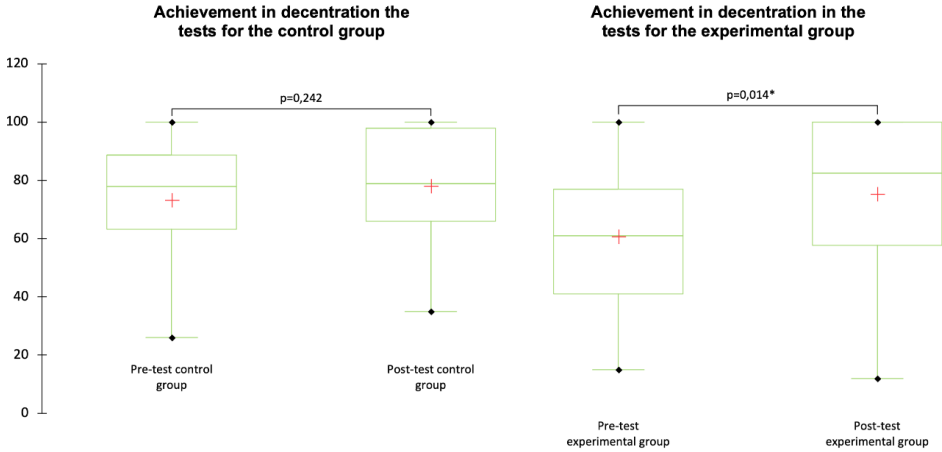 Achievement in decentration the
tests for the control group
Achievement in decentration in the
tests for the experimental group
120
100
80
60
40
20
0
p=0,242
p=0,014*
Pre-test control
group
Post-test control
group
Pre-test
experimental group
Post-test
experimental group